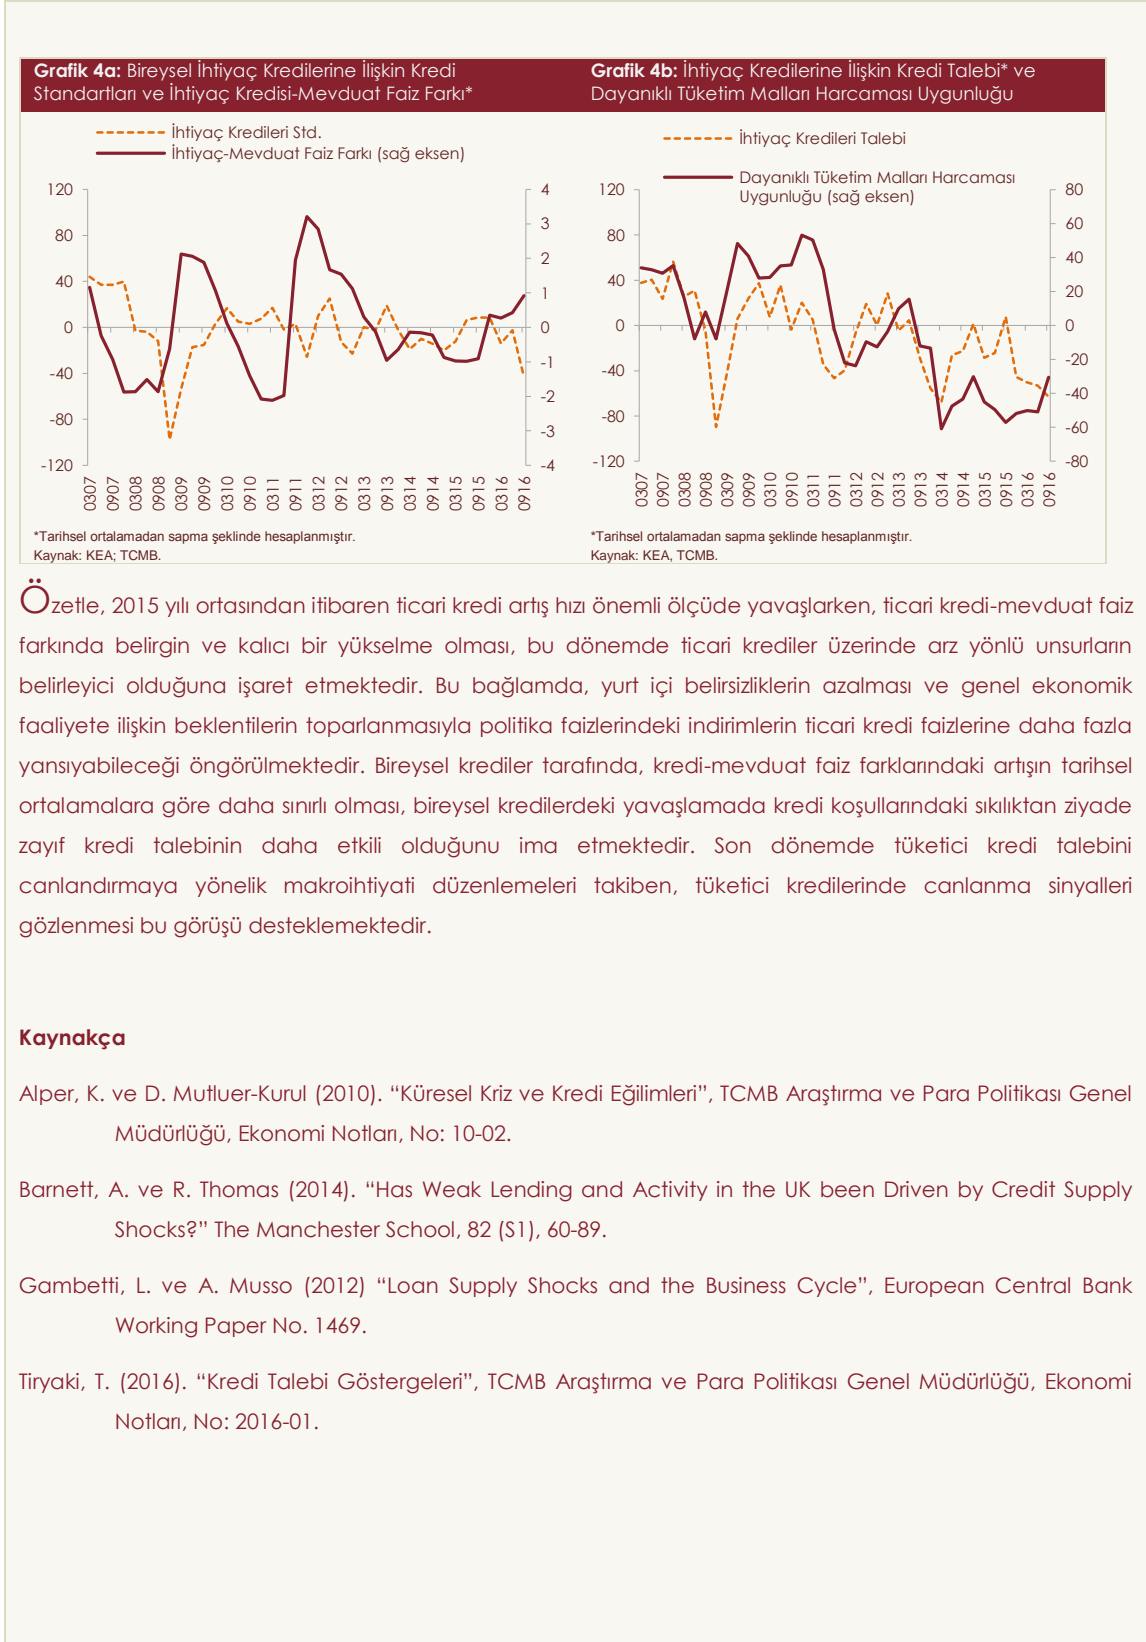 Grafik 4a: Bireysel İhtiyaç Kredilerine İlişkin Kredi
Standartları ve İhtiyaç Kredisi-Mevduat Faiz Farkı*
İhtiyaç Kredileri Std.
İhtiyaç-Mevduat Faiz Farkı (sağ eksen)
120
80
40
0
-40
-80
-120
4
3
2
1
0
-1
-2
-3
-4
0307
0907
0308
0908
0309
0909
0310
0910
0311
0911
0312
0912
0313
0913
0314
0914
0315
0915
0316
0916
*Tarihsel ortalamadan sapma şeklinde hesaplanmıştır.
Kaynak: KEA; TCMB.
Grafik 4b: İhtiyaç Kredilerine İlişkin Kredi Talebi* ve
Dayanıklı Tüketim Malları Harcaması Uygunluğu
İhtiyaç Kredileri Talebi
Dayanıklı Tüketim Malları Harcaması
Uygunluğu (sağ eksen)
120
80
40
0
-40
-80
-120
80
60
40
20
0
-20
-40
-60
-80
0307
0907
0308
0908
0309
0909
0310
0910
0311
0911
0312
0912
0313
0913
0314
0914
0315
0915
0316
0916
*Tarihsel ortalamadan sapma şeklinde hesaplanmıştır.
Kaynak: KEA, TCMB.
Özetle, 2015 yılı ortasından itibaren ticari kredi artış hızı önemli ölçüde yavaşlarken, ticari kredi-mevduat faiz
farkında belirgin ve kalıcı bir yükselme olması, bu dönemde ticari krediler üzerinde arz yönlü unsurların
belirleyici olduğuna işaret etmektedir. Bu bağlamda, yurt içi belirsizliklerin azalması ve genel ekonomik
faaliyete ilişkin beklentilerin toparlanmasıyla politika faizlerindeki indirimlerin ticari kredi faizlerine daha fazla
yansıyabileceği öngörülmektedir. Bireysel krediler tarafında, kredi-mevduat faiz farklarındaki artışın tarihsel
ortalamalara göre daha sınırlı olması, bireysel kredilerdeki yavaşlamada kredi koşullarındaki sıkılıktan ziyade
zayıf kredi talebinin daha etkili olduğunu ima etmektedir. Son dönemde tüketici kredi talebini
canlandırmaya yönelik makroihtiyati düzenlemeleri takiben, tüketici kredilerinde canlanma sinyalleri
gözlenmesi bu görüşü desteklemektedir.
Kaynakça
Alper, K. ve D. Mutluer-Kurul (2010). “Küresel Kriz ve Kredi Eğilimleri”, TCMB Araştırma ve Para Politikası Genel
Müdürlüğü, Ekonomi Notları, No: 10-02.
Barnett, A. ve R. Thomas (2014). “Has Weak Lending and Activity in the UK been Driven by Credit Supply
Shocks?” The Manchester School, 82 (S1), 60-89.
Gambetti, L. ve A. Musso (2012) “Loan Supply Shocks and the Business Cycle”, European Central Bank
Working Paper No. 1469.
Tiryaki, T. (2016). “Kredi Talebi Göstergeleri”, TCMB Araştırma ve Para Politikası Genel Müdürlüğü, Ekonomi
Notları, No: 2016-01.